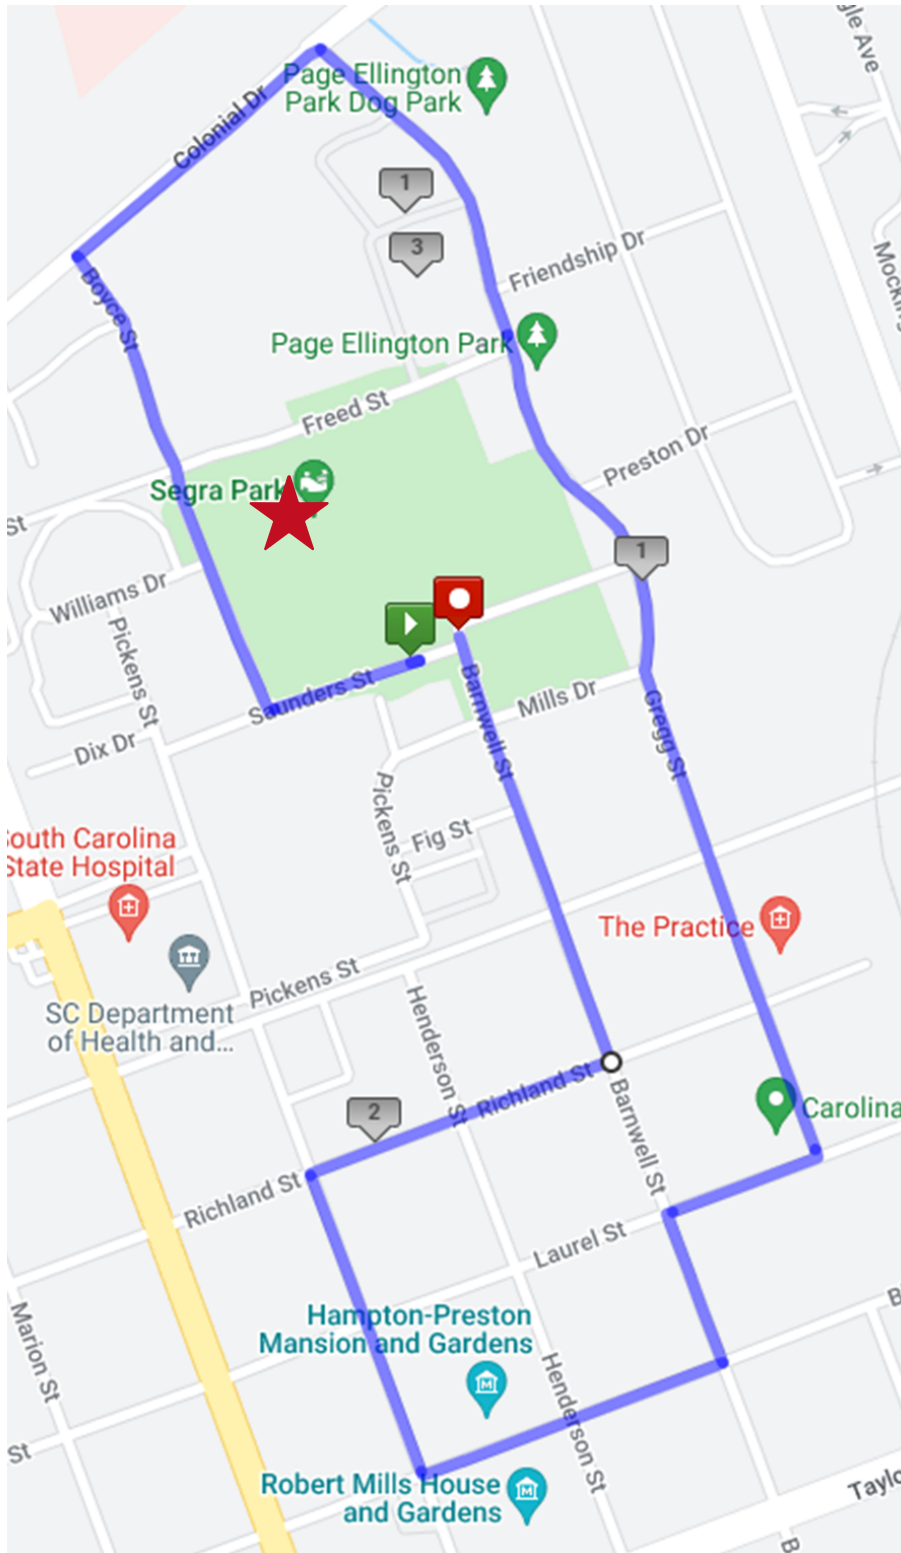 gle Ave
Page Ellington
Park Dog Park
Colonial Dr
1
3
Friendship Dr
Mocking
Boyce St
Page Ellington Park
Freed St
Preston Dr
Segra Park
St
1
Williams Dr
Pickens St
Saunders St
Barnwell St
Mills Dr
Gregg St
Dix Dr
Pickens St
Fig St
South Carolina
State Hospital
The Practice
Pickens St
SC Department
of Health and...
Henderson St
Richland St
Barnwell St
Carolina
2
Richland St
Laurel St
Marion St
Hampton-Preston
Mansion and Gardens
B
Henderson St
St
Robert Mills House
and Gardens
Taylo
B